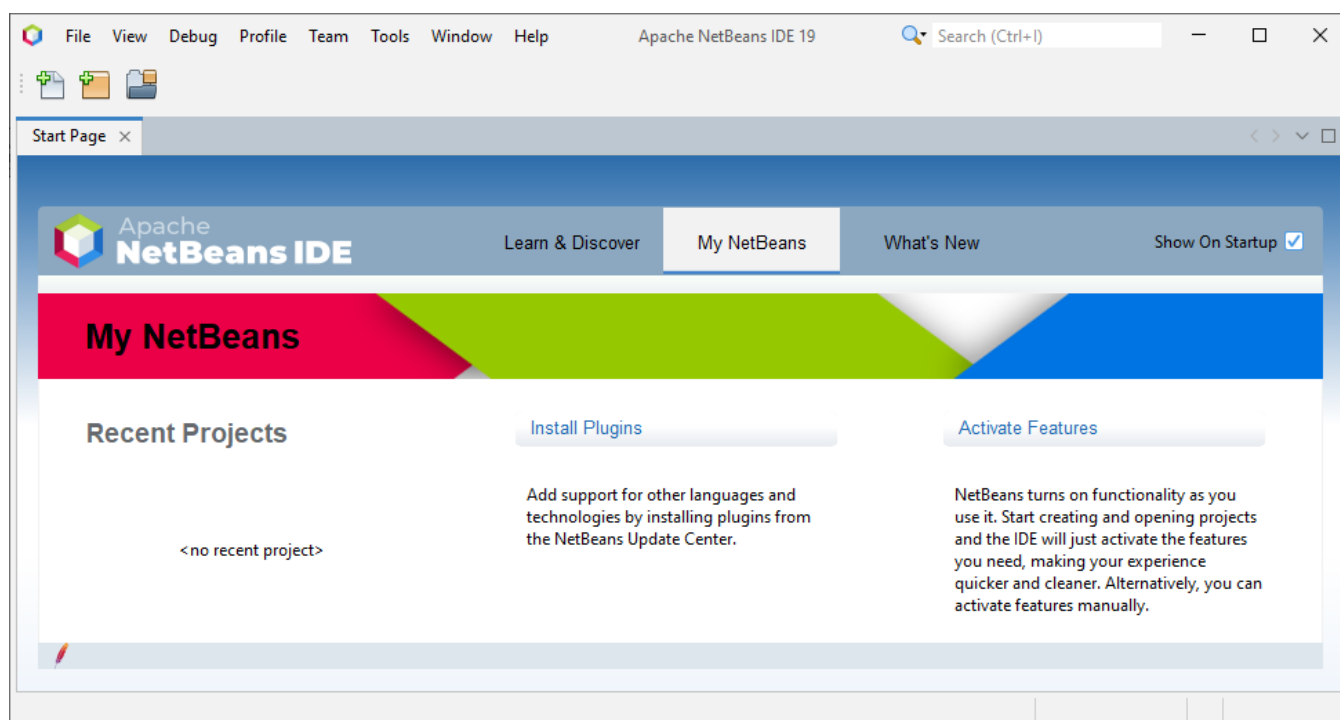 File View Debug Profile Team Tools Window Help Apache NetBeans IDE 19 Search (Ctrl+I)
Start Page
Apache
NetBeans IDE
Learn & Discover My NetBeans What's New Show On Startup
My NetBeans
Recent Projects
<no recent project>
Install Plugins
Add support for other languages and
technologies by installing plugins from
the NetBeans Update Center.
Activate Features
NetBeans turns on functionality as you
use it. Start creating and opening projects
and the IDE will just activate the features
you need, making your experience
quicker and cleaner. Alternatively, you can
activate features manually.